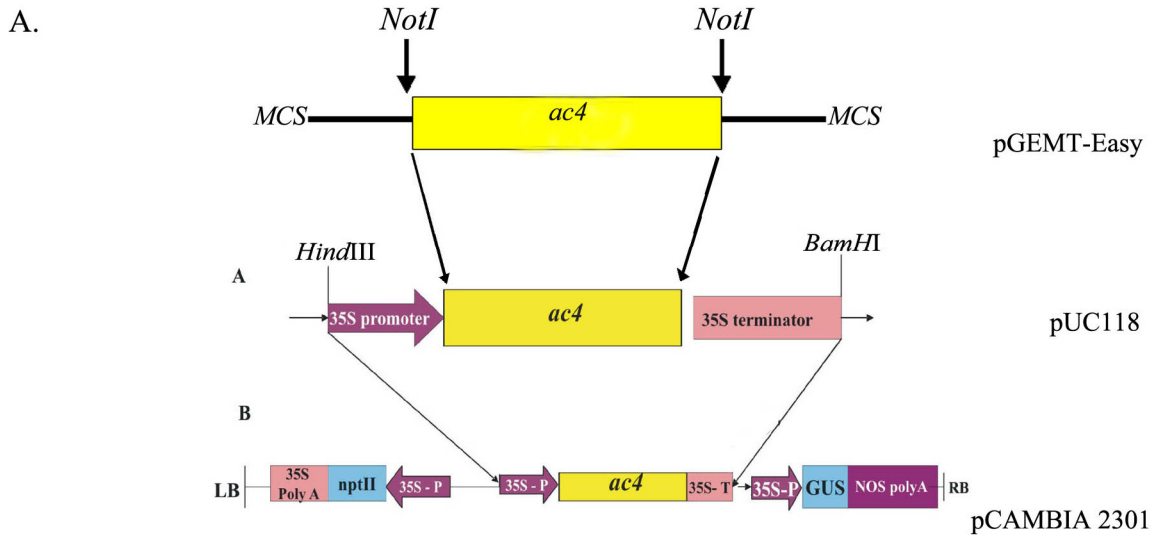 A.
NotI NotI
MCS ac4 MCS
pGEMT-Easy
HindIII BamHI
A
35S promoter ac4 35S terminator
pUC118
B
LB 35S Poly A nptII 35S - P 35S - P ac4 35S- T 35S-P GUS NOS polyA RB
pCAMBIA 2301